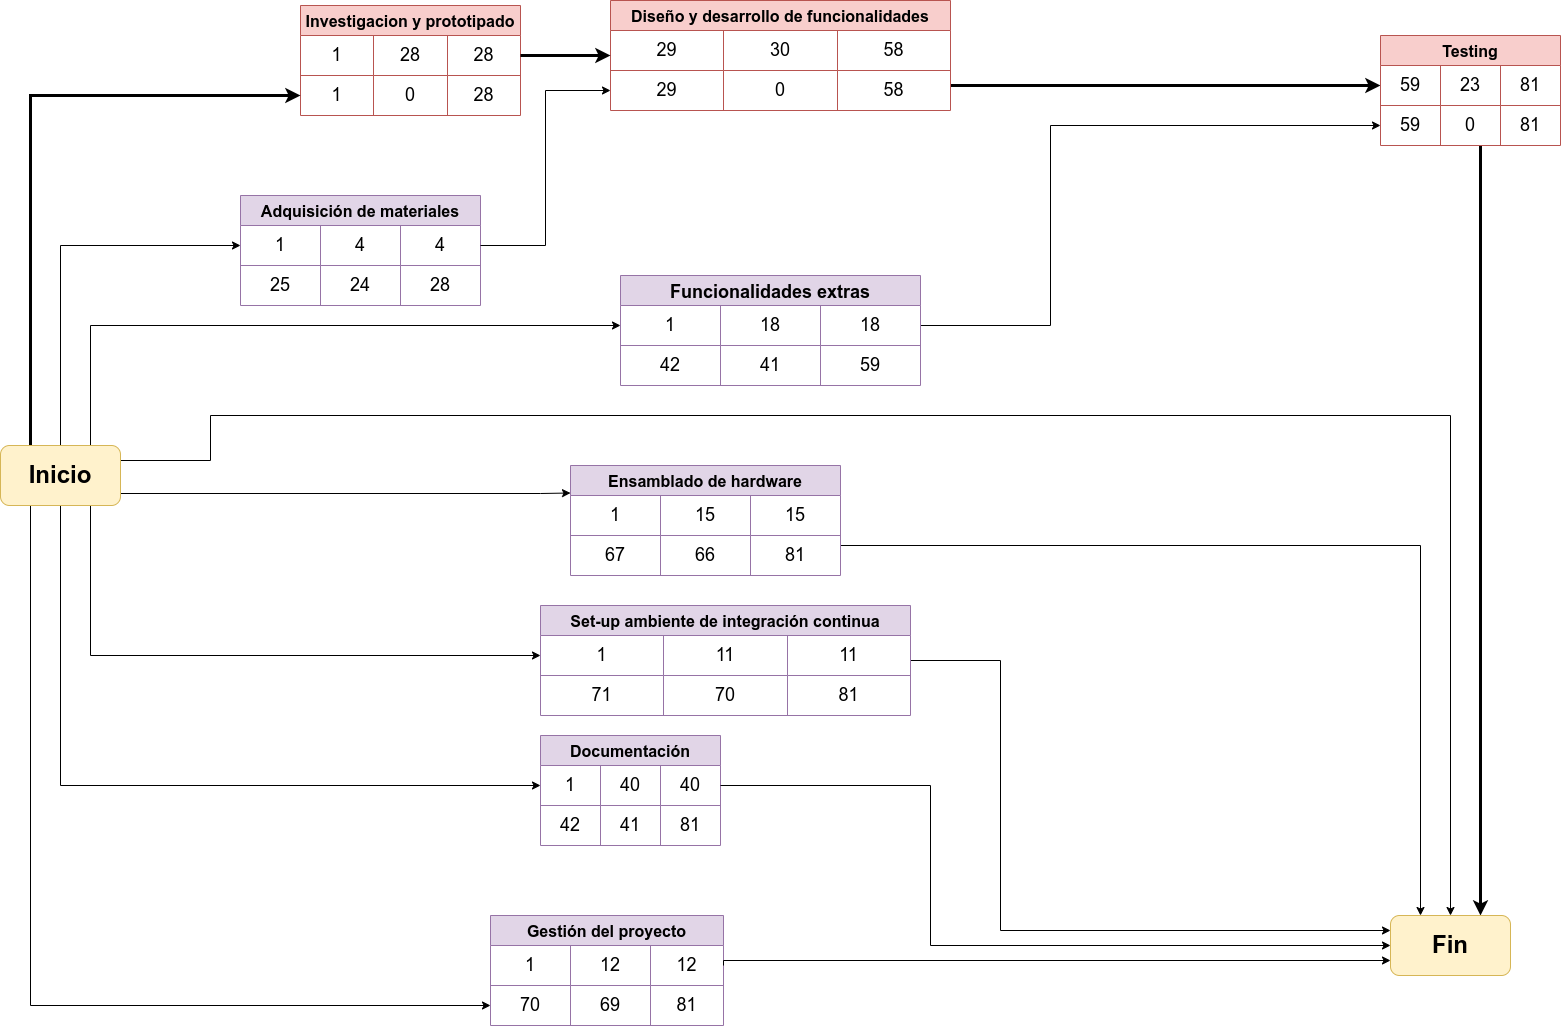 Investigacion y prototipado
1 28 28
1 0 28
Diseño y desarrollo de funcionalidades
29 30 58
29 0 58
Testing
59 23 81
59 0 81
Adquisición de materiales
1 4 4
25 24 28
Funcionalidades extras
1 18 18
42 41 59
Inicio
Ensamblado de hardware
1 15 15
67 66 81
Set-up ambiente de integración continua
1 11 11
71 70 81
Documentación
1 40 40
42 41 81
Gestión del proyecto
1 12 12
70 69 81
Fin